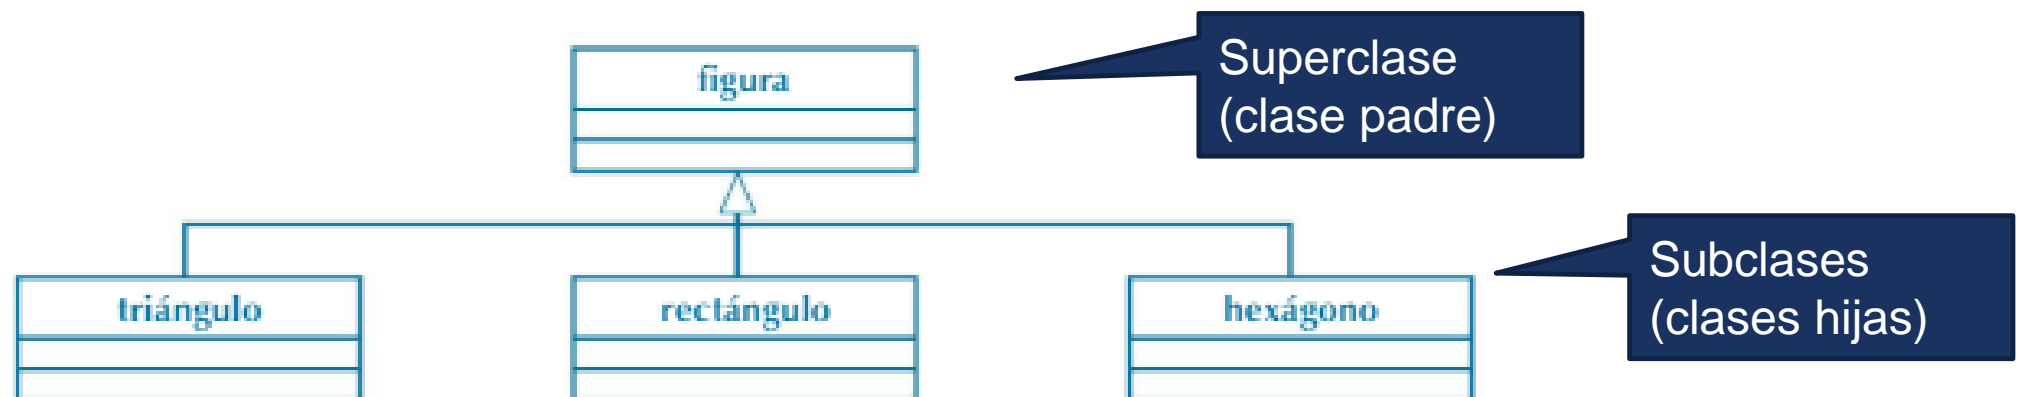 figura
Superclase
(clase padre)
Subclases
(clases hijas)
triángulo
rectángulo
hexágono